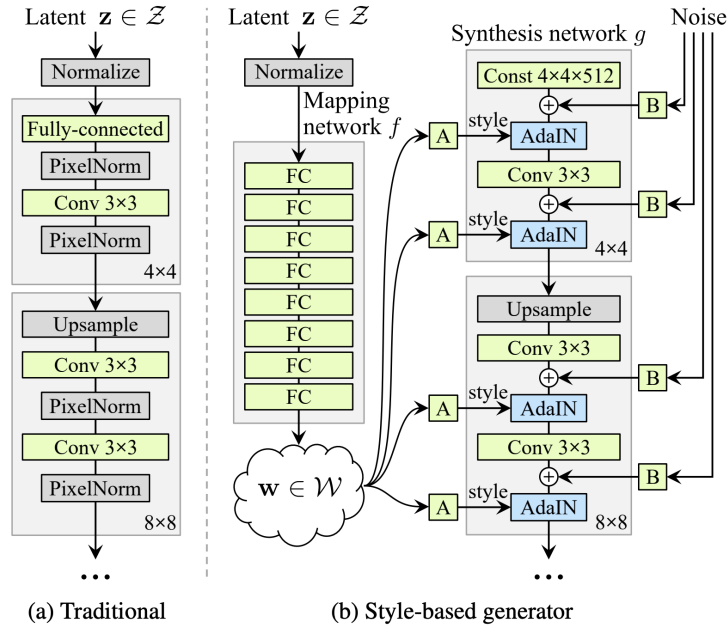 Latent z ∈ Z
Normalize
Fully-connected
PixelNorm
Conv 3×3
PixelNorm
4×4
Upsample
Conv 3×3
PixelNorm
Conv 3×3
PixelNorm
8×8
...
(a) Traditional
Latent z ∈ Z
Normalize
Mapping
network f
FC
FC
FC
FC
FC
FC
FC
FC
w ∈ W
Synthesis network g
Noise
Const 4×4×512
B
A
style
AdaIN
Conv 3×3
B
A
style
AdaIN
4×4
Upsample
Conv 3×3
B
A
style
AdaIN
Conv 3×3
B
A
style
AdaIN
8×8
...
(b) Style-based generator